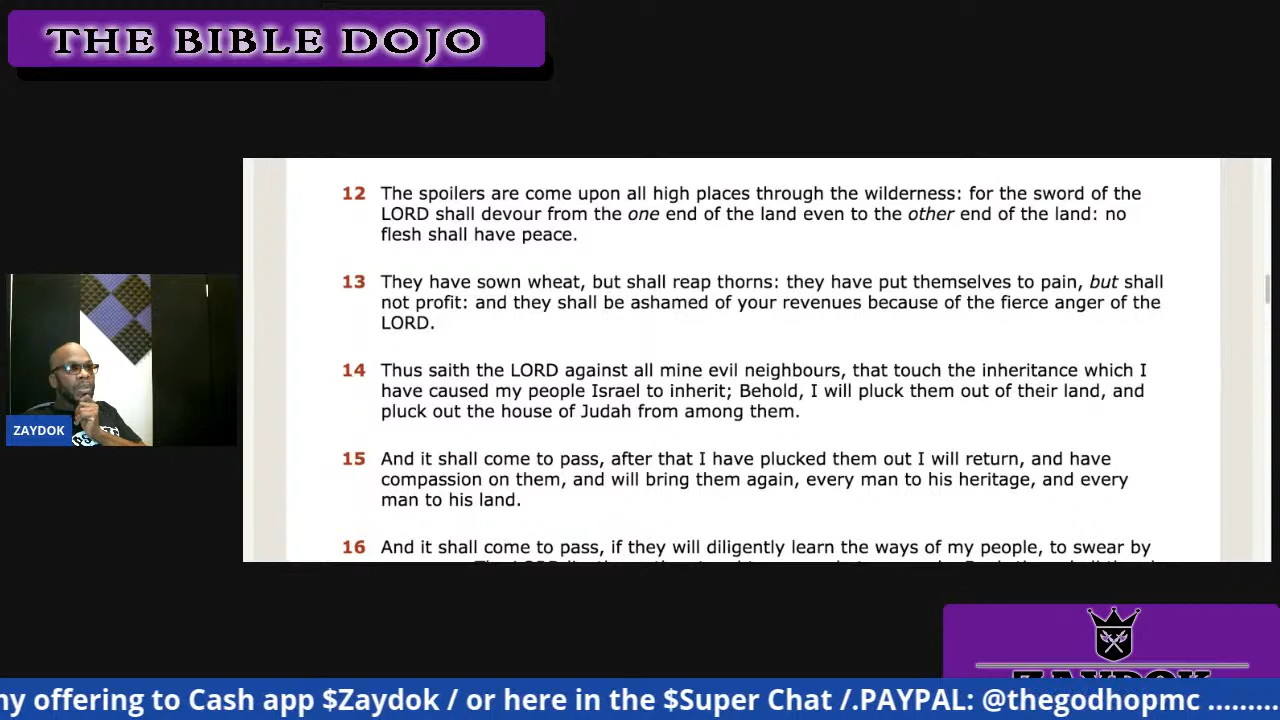 THE BIBLE DOJO
12 The spoilers are come upon all high places through the wilderness: for the sword of the
LORD shall devour from the one end of the land even to the other end of the land: no
flesh shall have peace.
13 They have sown wheat, but shall reap thorns: they have put themselves to pain, but shall
not profit: and they shall be ashamed of your revenues because of the fierce anger of the
LORD.
14 Thus saith the LORD against all mine evil neighbours, that touch the inheritance which I
have caused my people Israel to inherit; Behold, I will pluck them out of their land, and
pluck out the house of Judah from among them.
15 And it shall come to pass, after that I have plucked them out I will return, and have
compassion on them, and will bring them again, every man to his heritage, and every
man to his land.
16 And it shall come to pass, if they will diligently learn the ways of my people, to swear by
ZAYDOK
ZAYDOK
offering to Cash app $Zaydok / or here in the $Super Chat /.PAYPAL: @thegodhopmc .........